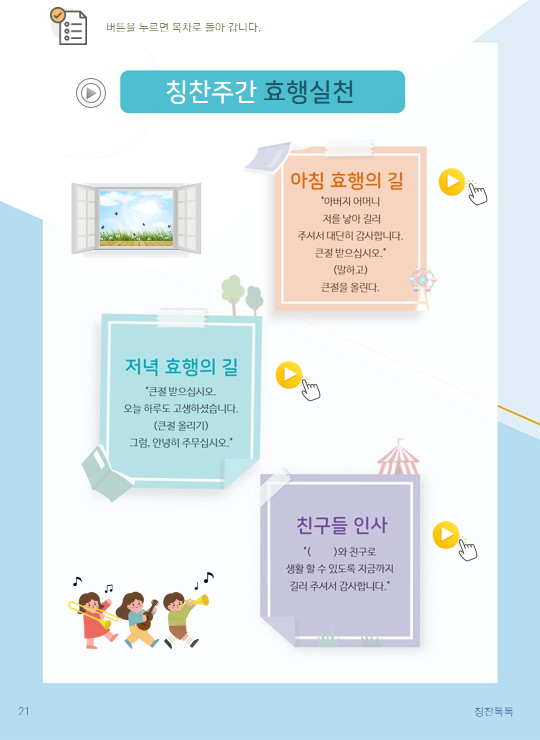 버튼을 누르면 목차로 돌아 갑니다.
칭찬주간 효행실천
아침 효행의 길
"아버지 어머니
저를 낳아 길러
주셔서 대단히 감사합니다.
큰절 받으십시오."
(말하고)
큰절을 올린다.
저녁 효행의 길
"큰절 받으십시오.
오늘 하루도 고생하셨습니다.
(큰절 올리기)
그럼, 안녕히 주무십시오."
친구들 인사
"( )와 친구로
생활 할 수 있도록 지금까지
길러 주셔서 감사합니다."
21
칭찬톡톡